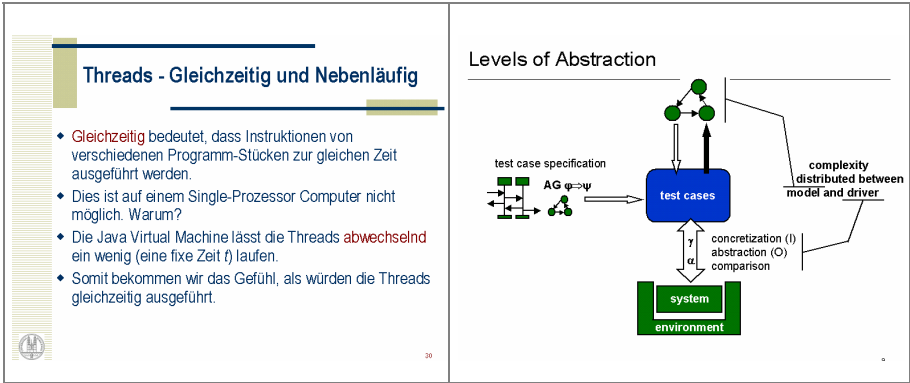 Threads - Gleichzeitig und Nebenläufig
Gleichzeitig bedeutet, dass Instruktionen von
verschiedenen Programm-Stücken zur gleichen Zeit
ausgeführt werden.
Dies ist auf einem Single-Prozessor Computer nicht
möglich. Warum?
Die Java Virtual Machine lässt die Threads abwechselnd
ein wenig (eine fixe Zeit t) laufen.
Somit bekommen wir das Gefühl, als würden die Threads
gleichzeitig ausgeführt.
30
Levels of Abstraction
test case specification
AG φ⇒ψ
test cases
complexity
distributed between
model and driver
γ
α
concretization (I)
abstraction (O)
comparison
system
environment